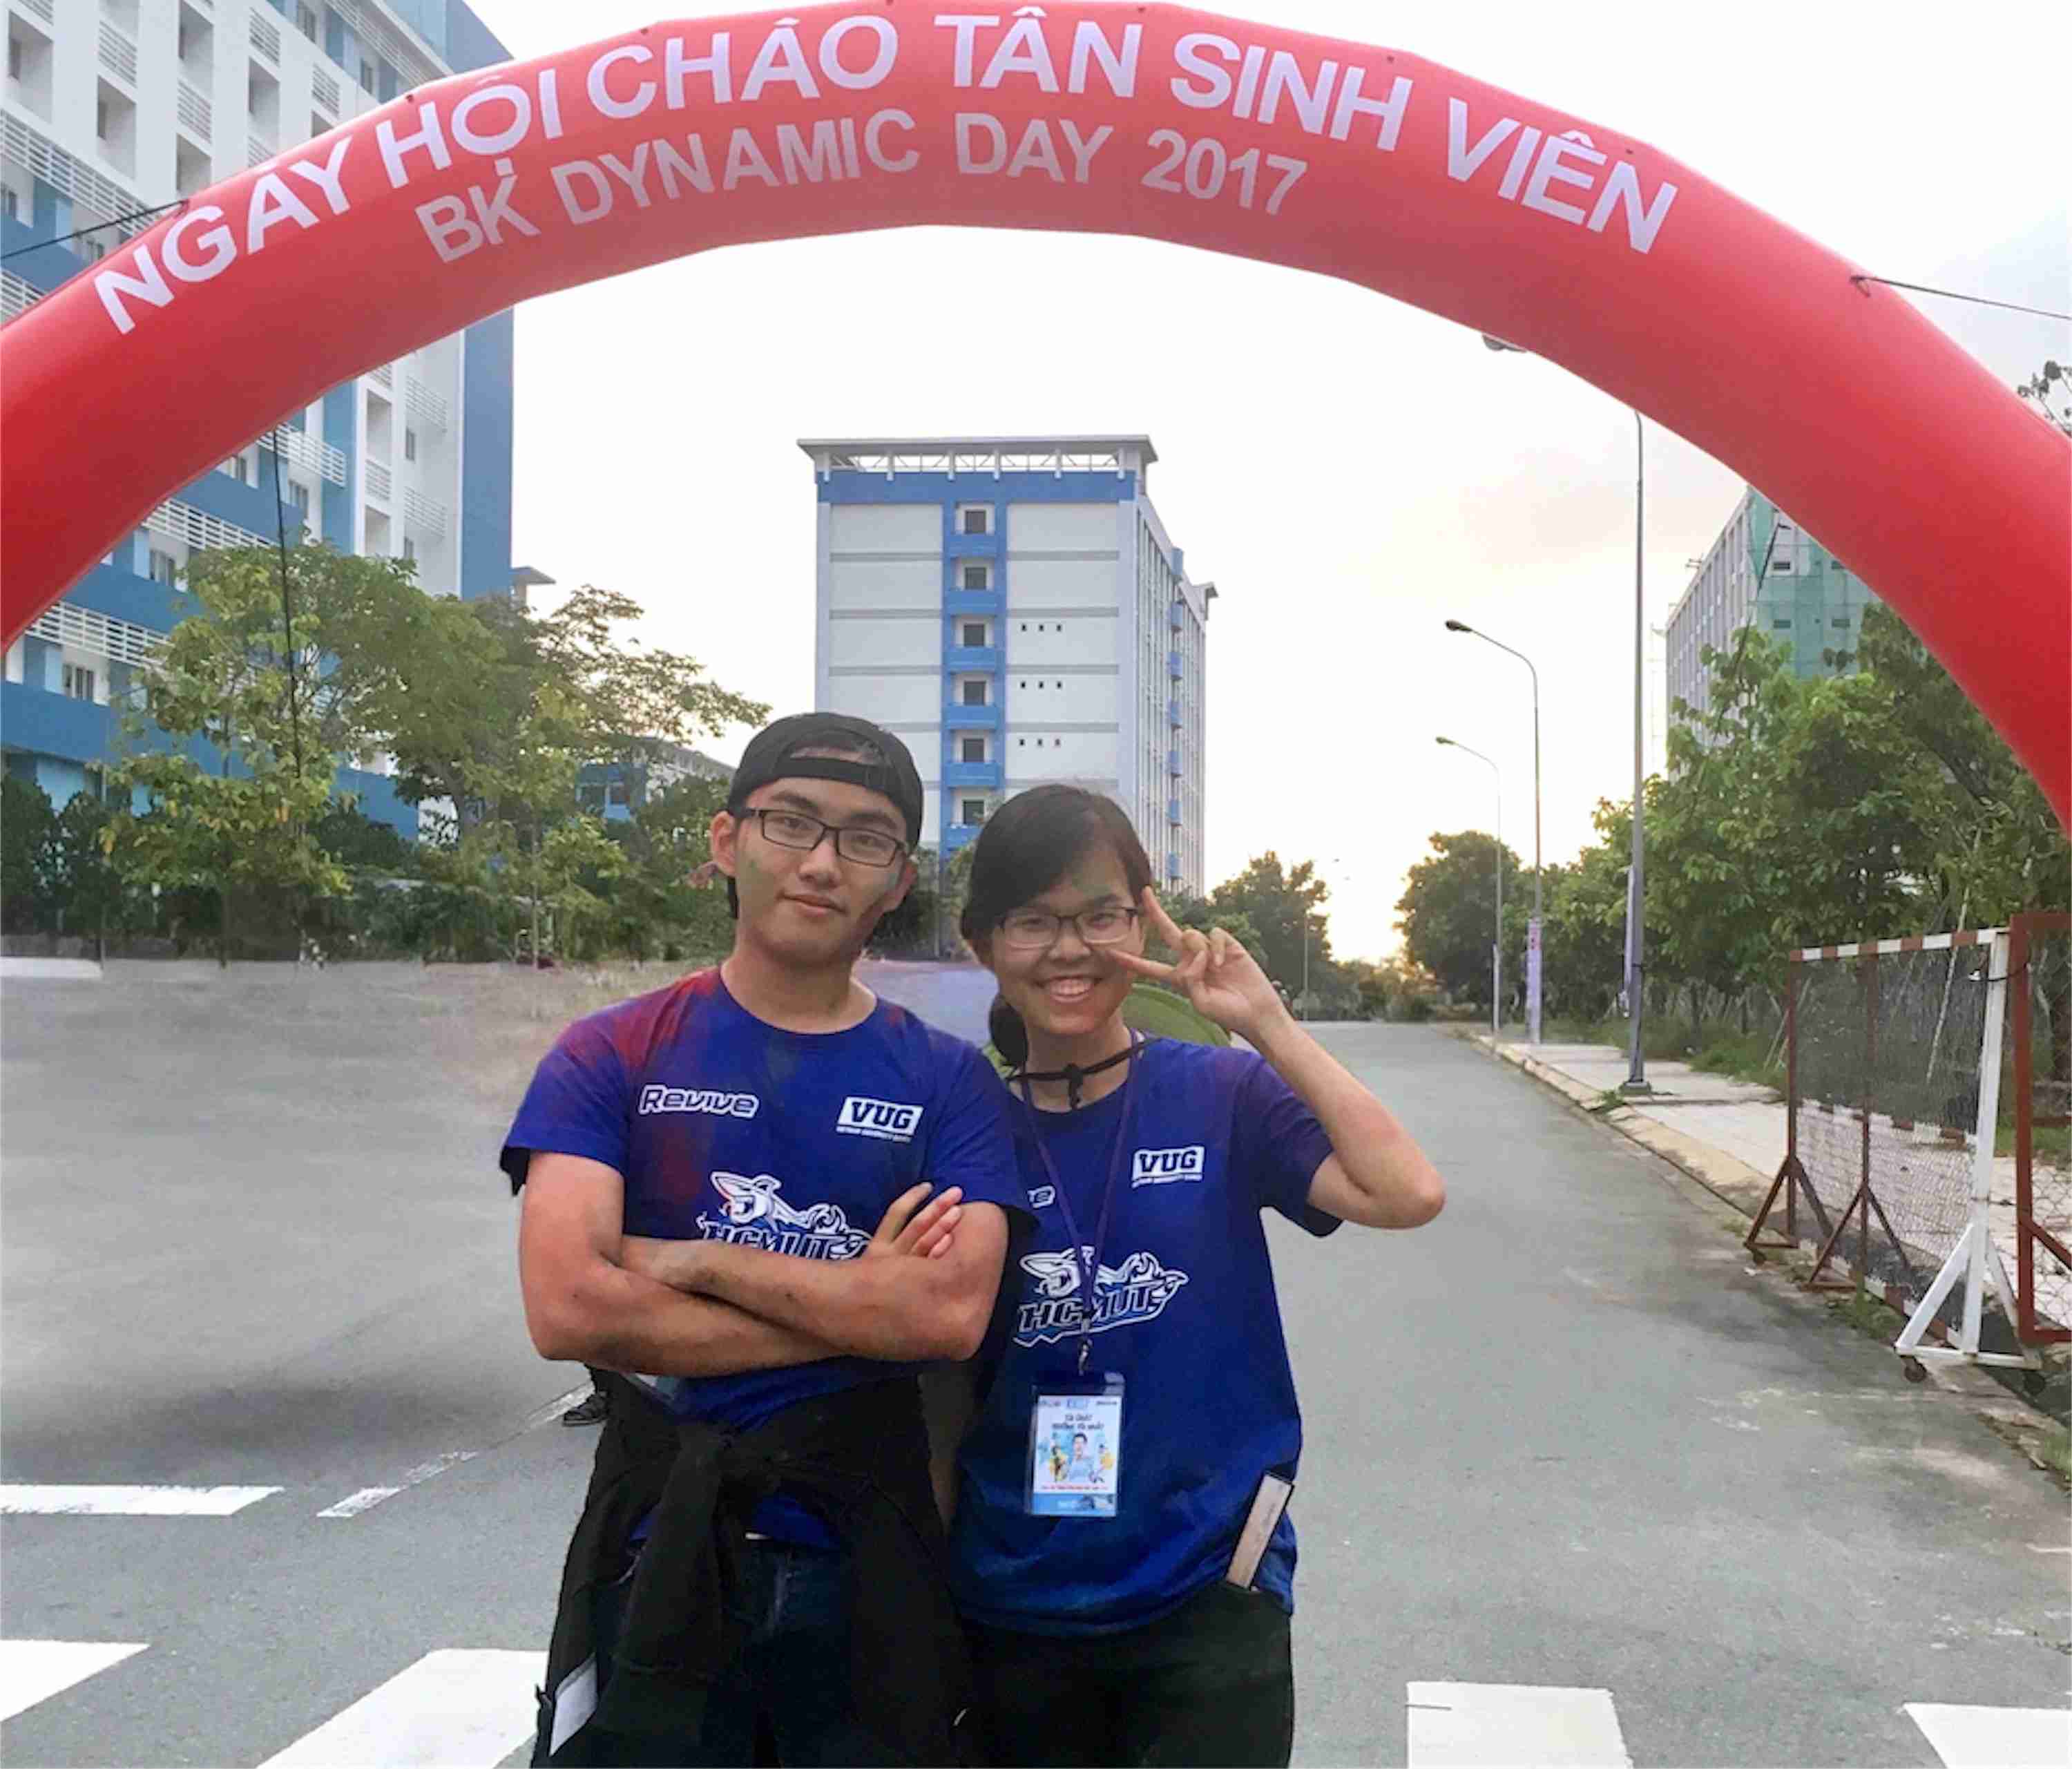 NGÀY HỘI CHÀO TÂN SINH VIÊN
BK DYNAMIC DAY 2017
Revive
VUG
HCMUT
VUG
HCMUT